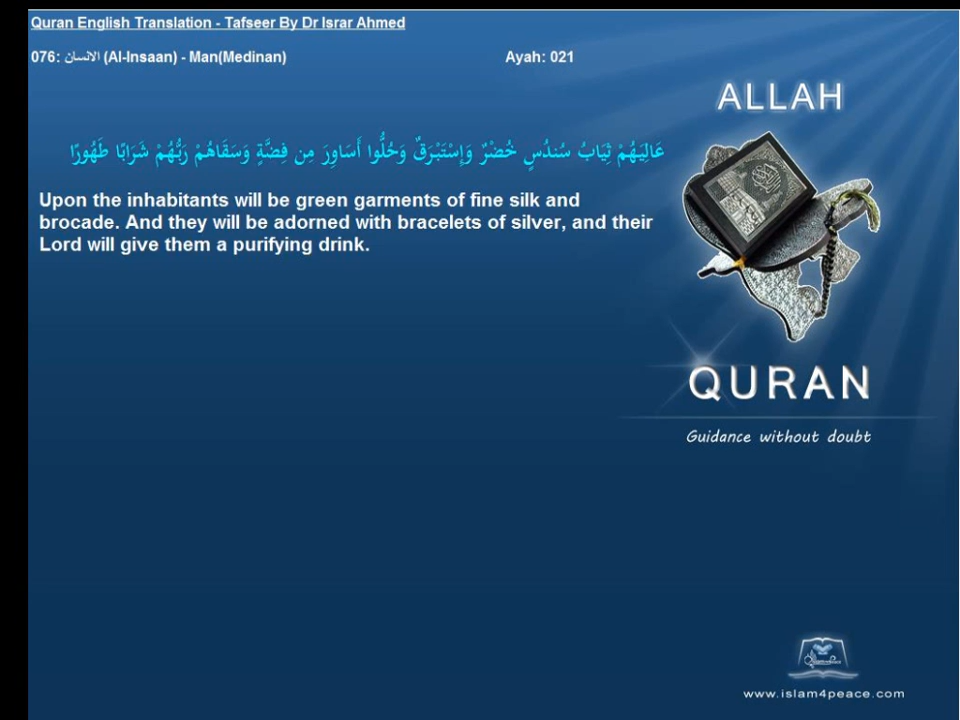 Quran English Translation - Tafseer By Dr Israr Ahmed
076: الانسان (Al-Insaan) - Man(Medinan) Ayah: 021
ALLAH
عَالِيَهُمْ ثِيَابُ سُندُسٍ خُضْرٌ وَإِسْتَبْرَقٌ وَحُلُّوا أَسَاوِرَ مِن فِضَّةٍ وَسَقَاهُمْ رَبُّهُمْ شَرَابًا طَهُورًا
Upon the inhabitants will be green garments of fine silk and
brocade. And they will be adorned with bracelets of silver, and their
Lord will give them a purifying drink.
QURAN
Guidance without doubt
www.islam4peace.com